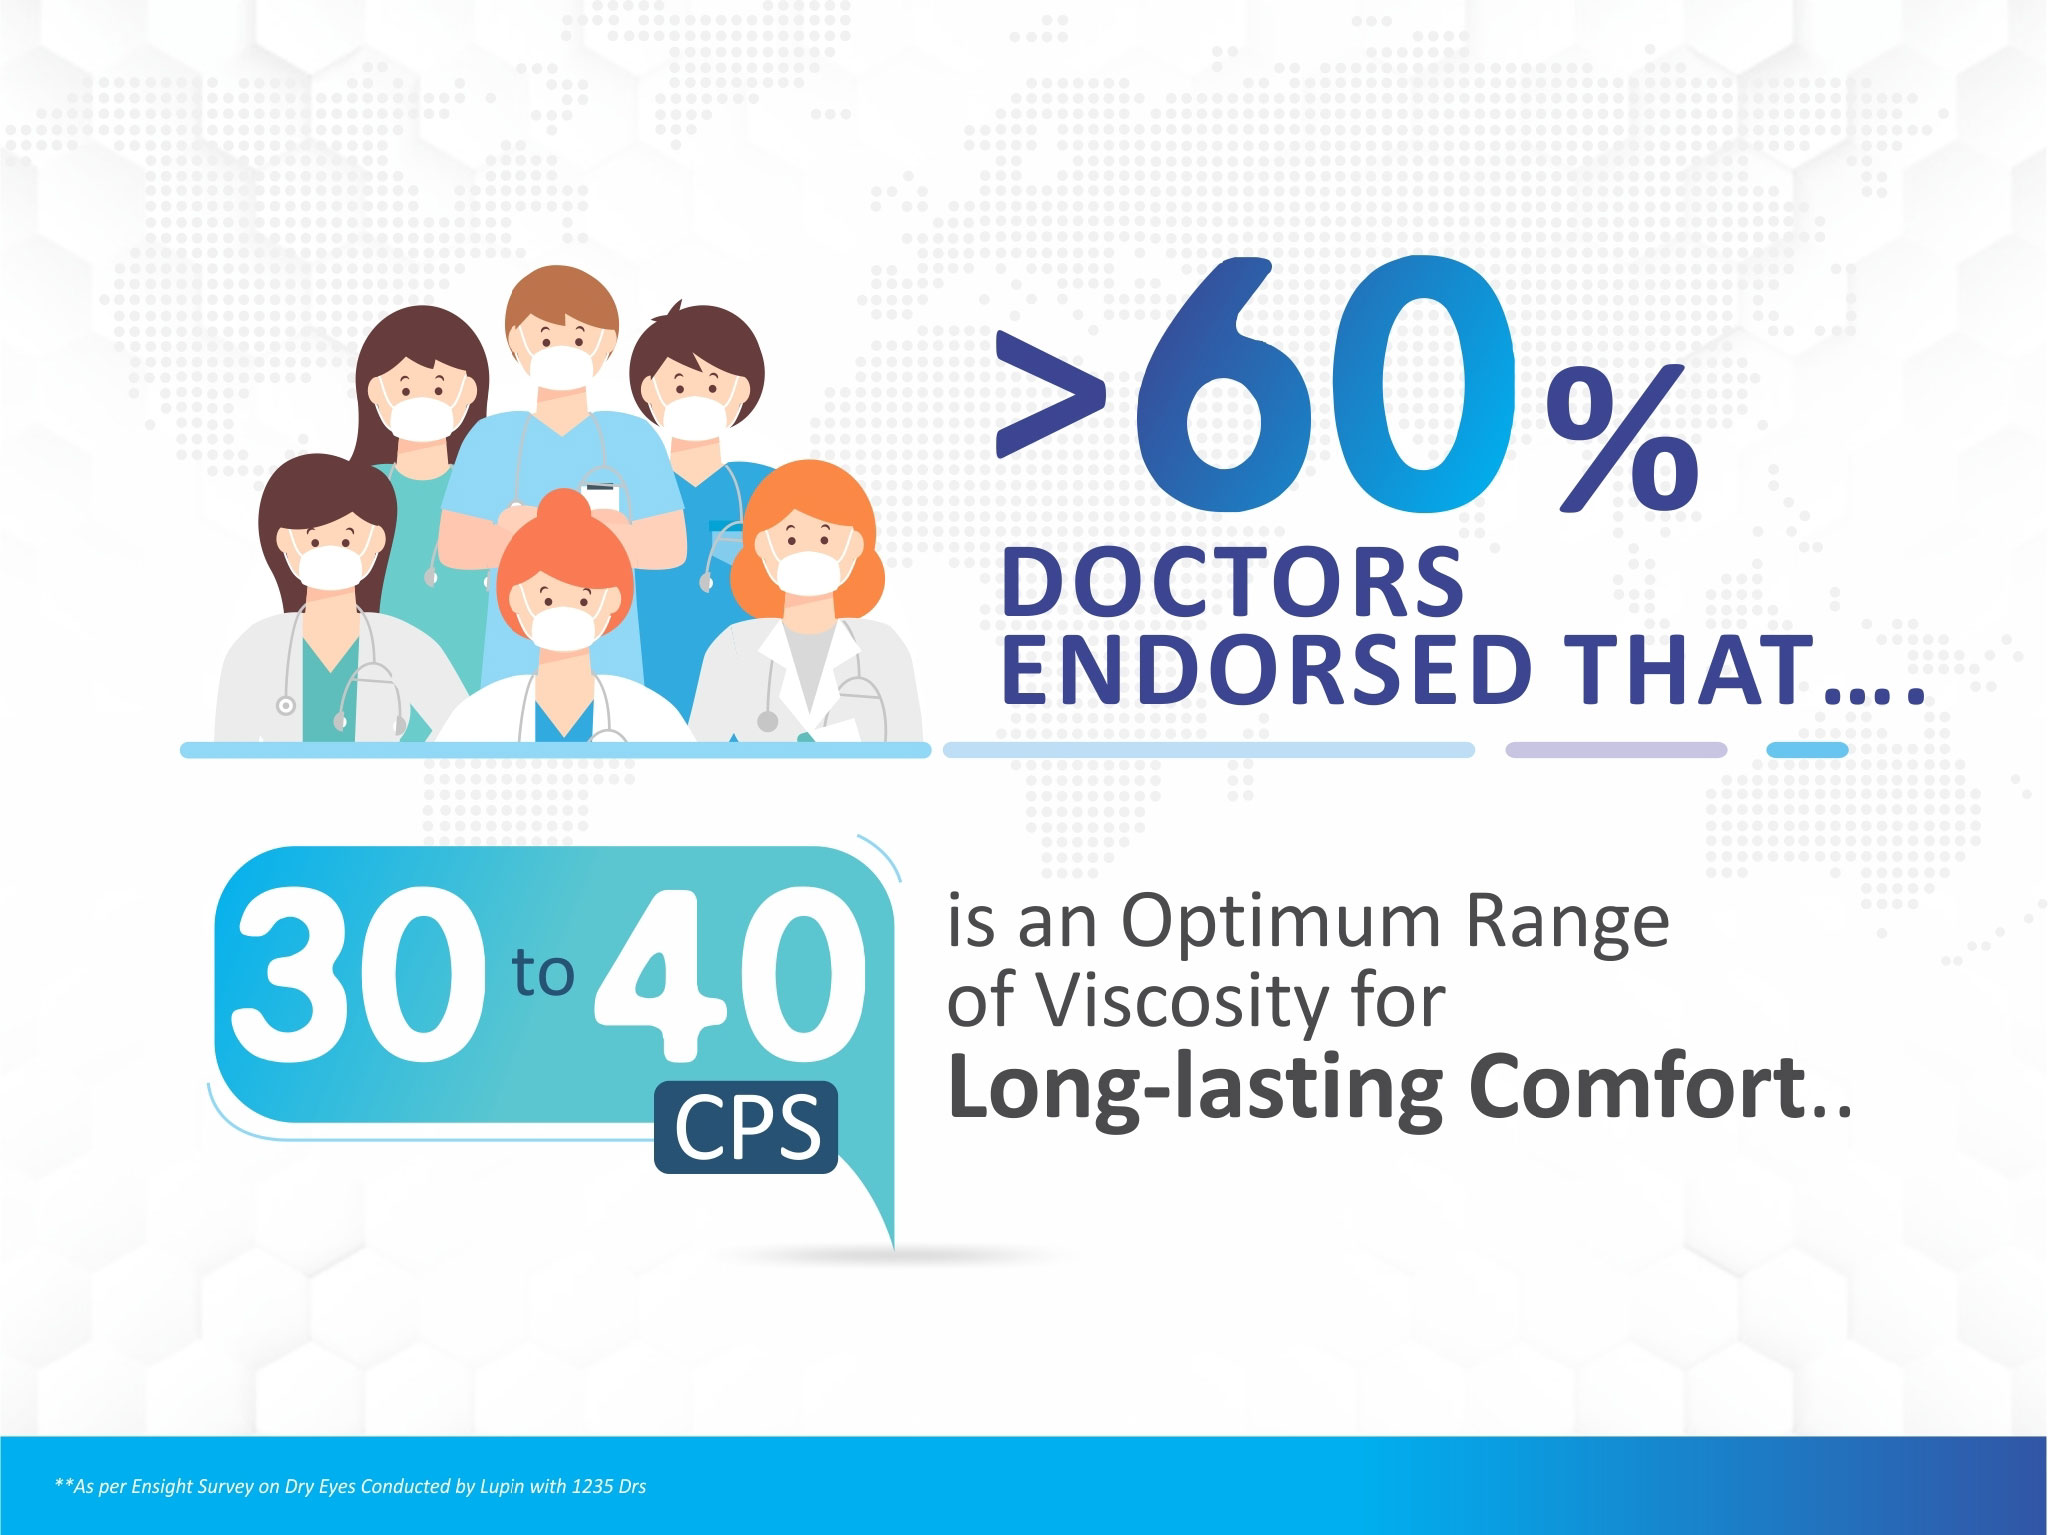 >60%
DOCTORS
ENDORSED THAT....
30 to 40
CPS
is an Optimum Range
of Viscosity for
Long-lasting Comfort..
**As per Ensight Survey on Dry Eyes Conducted by Lupin with 1235 Drs